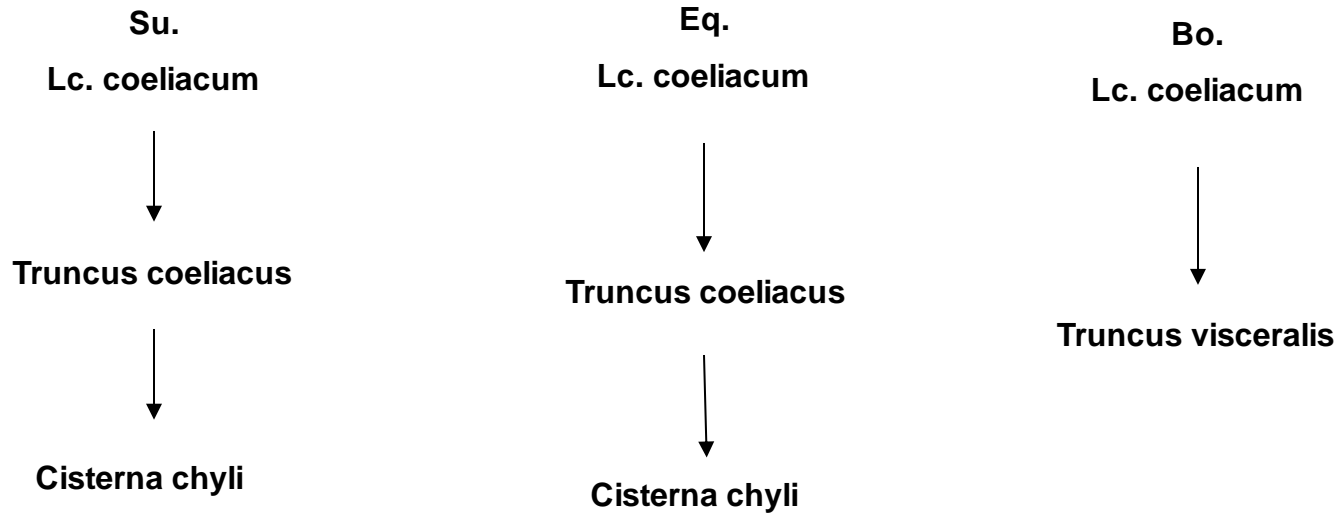 Su.
Lc. coeliacum
Truncus coeliacus
Cisterna chyli
Eq.
Lc. coeliacum
Truncus coeliacus
Cisterna chyli
Bo.
Lc. coeliacum
Truncus visceralis